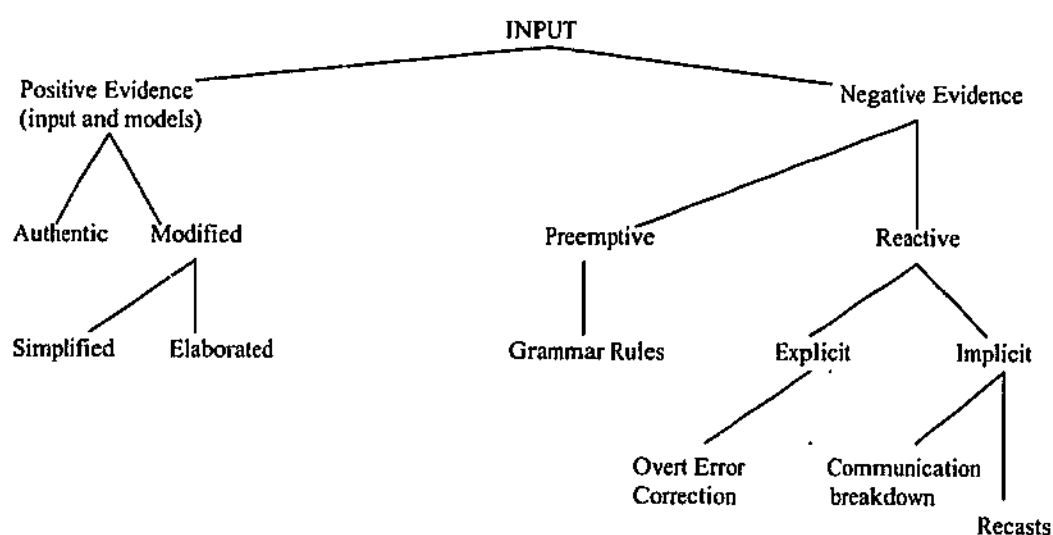 INPUT
Positive Evidence
(input and models)
Negative Evidence
Authentic
Modified
Preemptive
Reactive
Simplified
Elaborated
Grammar Rules
Explicit
Implicit
Overt Error
Correction
Communication
breakdown
Recasts